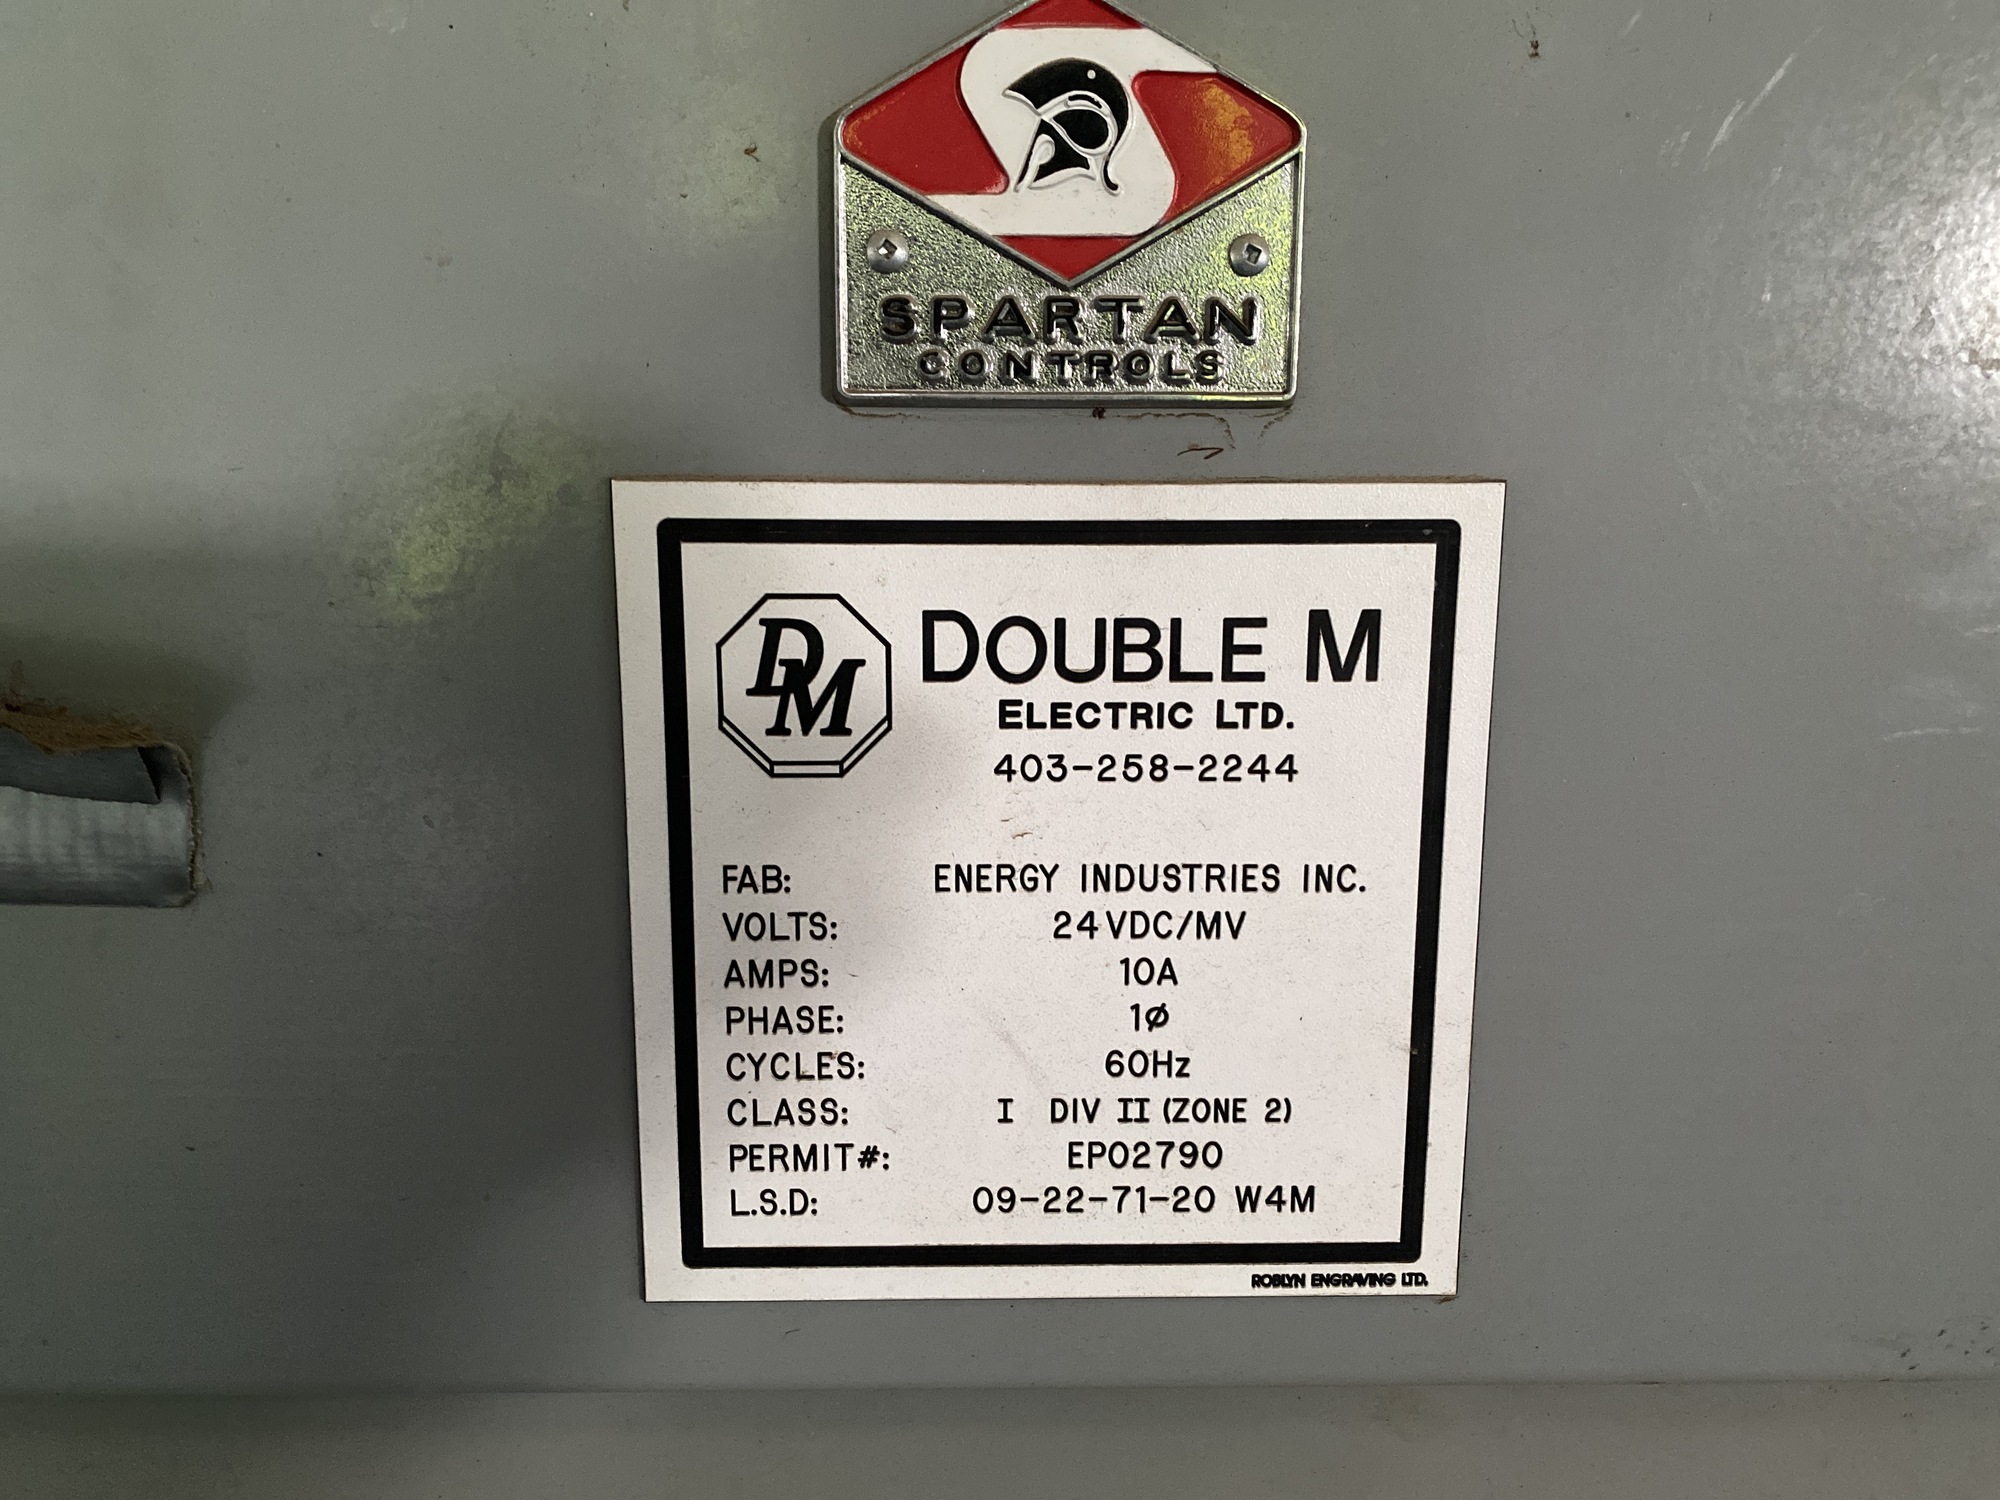 SPARTAN
CONTROLS
DM
DOUBLE M
ELECTRIC LTD.
403-258-2244
FAB: ENERGY INDUSTRIES INC.
VOLTS: 24VDC/MV
AMPS: 10A
PHASE: 1ø
CYCLES: 60Hz
CLASS: I DIV II (ZONE 2)
PERMIT#: EP02790
L.S.D: 09-22-71-20 W4M
ROBLYN ENGRAVING LTD.